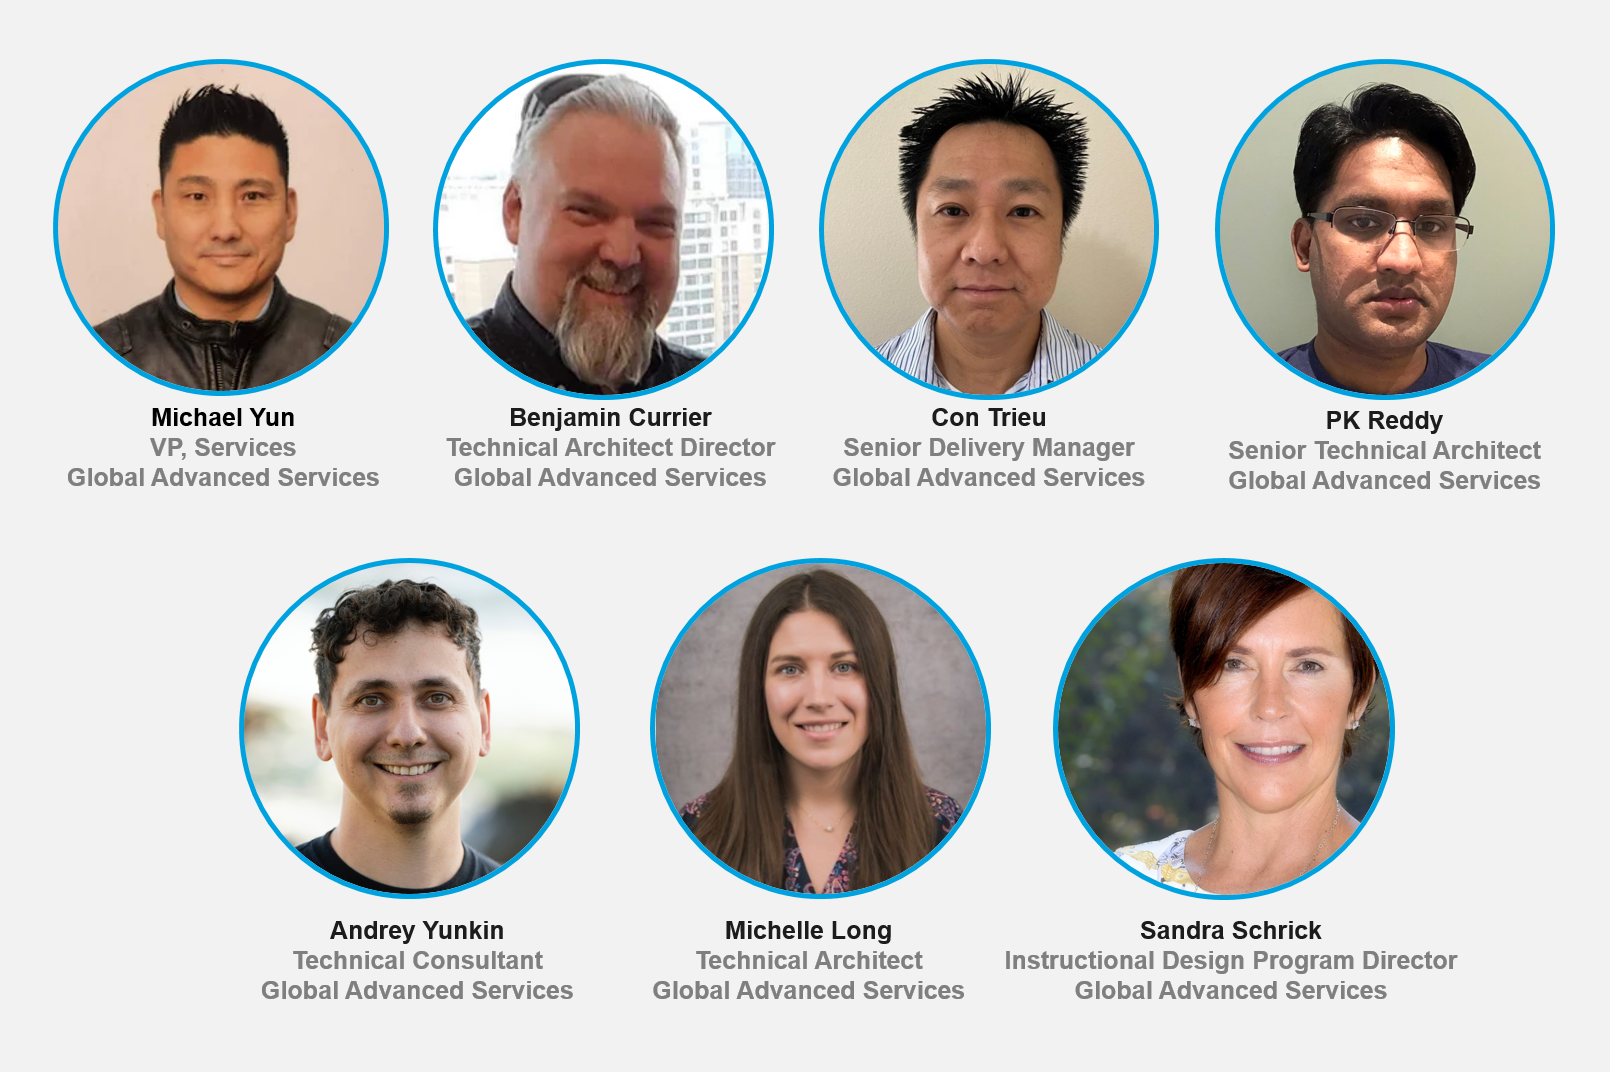 Michael Yun
VP, Services
Global Advanced Services
Benjamin Currier
Technical Architect Director
Global Advanced Services
Con Trieu
Senior Delivery Manager
Global Advanced Services
PK Reddy
Senior Technical Architect
Global Advanced Services
Andrey Yunkin
Technical Consultant
Global Advanced Services
Michelle Long
Technical Architect
Global Advanced Services
Sandra Schrick
Instructional Design Program Director
Global Advanced Services